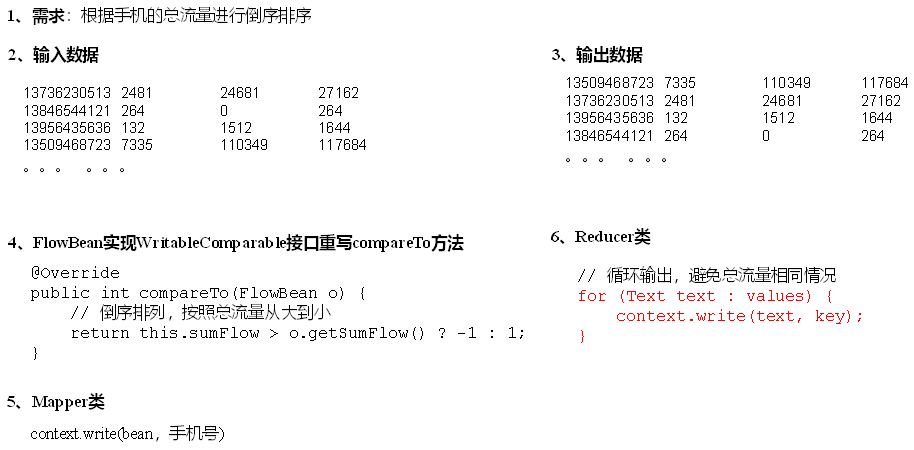 1、需求：根据手机的总流量进行倒序排序
2、输入数据
13736230513 2481 24681 27162
13846544121 264 0 264
13956435636 132 1512 1644
13509468723 7335 110349 117684
。。。 。。。
3、输出数据
13509468723 7335 110349 117684
13736230513 2481 24681 27162
13956435636 132 1512 1644
13846544121 264 0 264
。。。 。。。
4、FlowBean实现WritableComparable接口重写compareTo方法
@Override
public int compareTo(FlowBean o) {
// 倒序排列，按照总流量从大到小
return this.sumFlow > o.getSumFlow() ? -1 : 1;
}
5、Mapper类
context.write(bean，手机号)
6、Reducer类
// 循环输出，避免总流量相同情况
for (Text text : values) {
context.write(text, key);
}